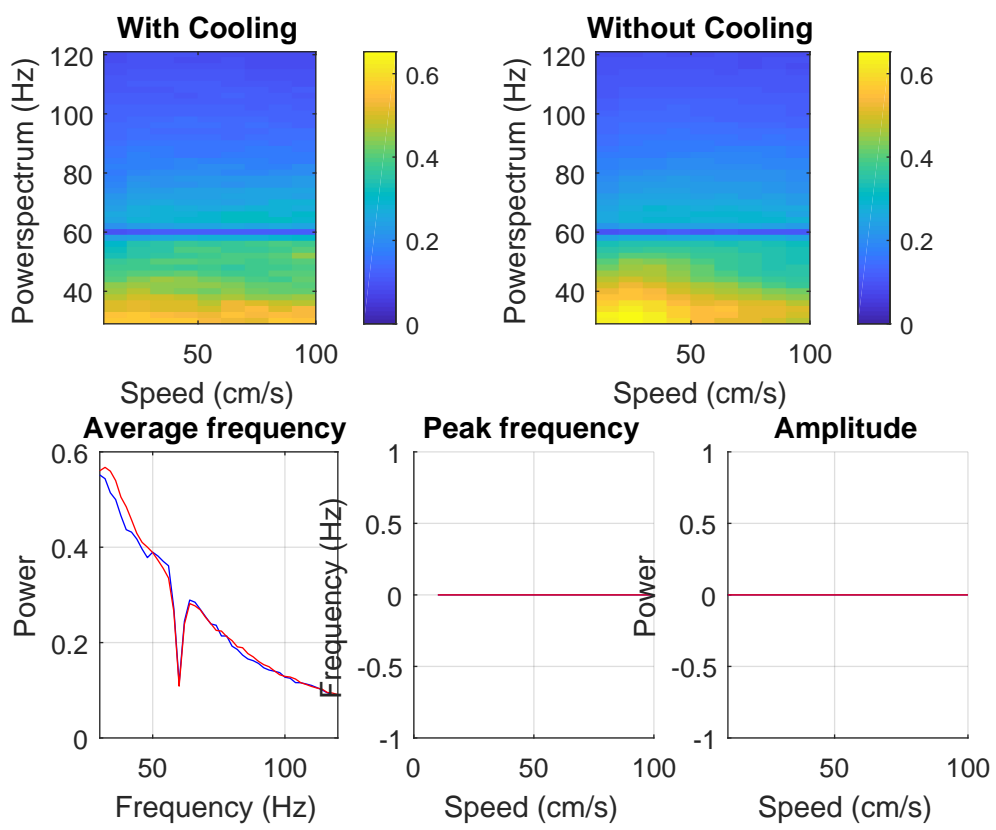 With Cooling
Powerspectrum (Hz)
120
100
80
60
40
50
100
Speed (cm/s)
0.6
0.4
0.2
0
Without Cooling
Powerspectrum (Hz)
120
100
80
60
40
50
100
Speed (cm/s)
0.6
0.4
0.2
0
Average frequency
Power
0.6
0.4
0.2
0
50
100
Frequency (Hz)
Peak frequency
Frequency (Hz)
1
0.5
0
-0.5
-1
0
50
100
Speed (cm/s)
Amplitude
Power
1
0.5
0
-0.5
-1
50
100
Speed (cm/s)